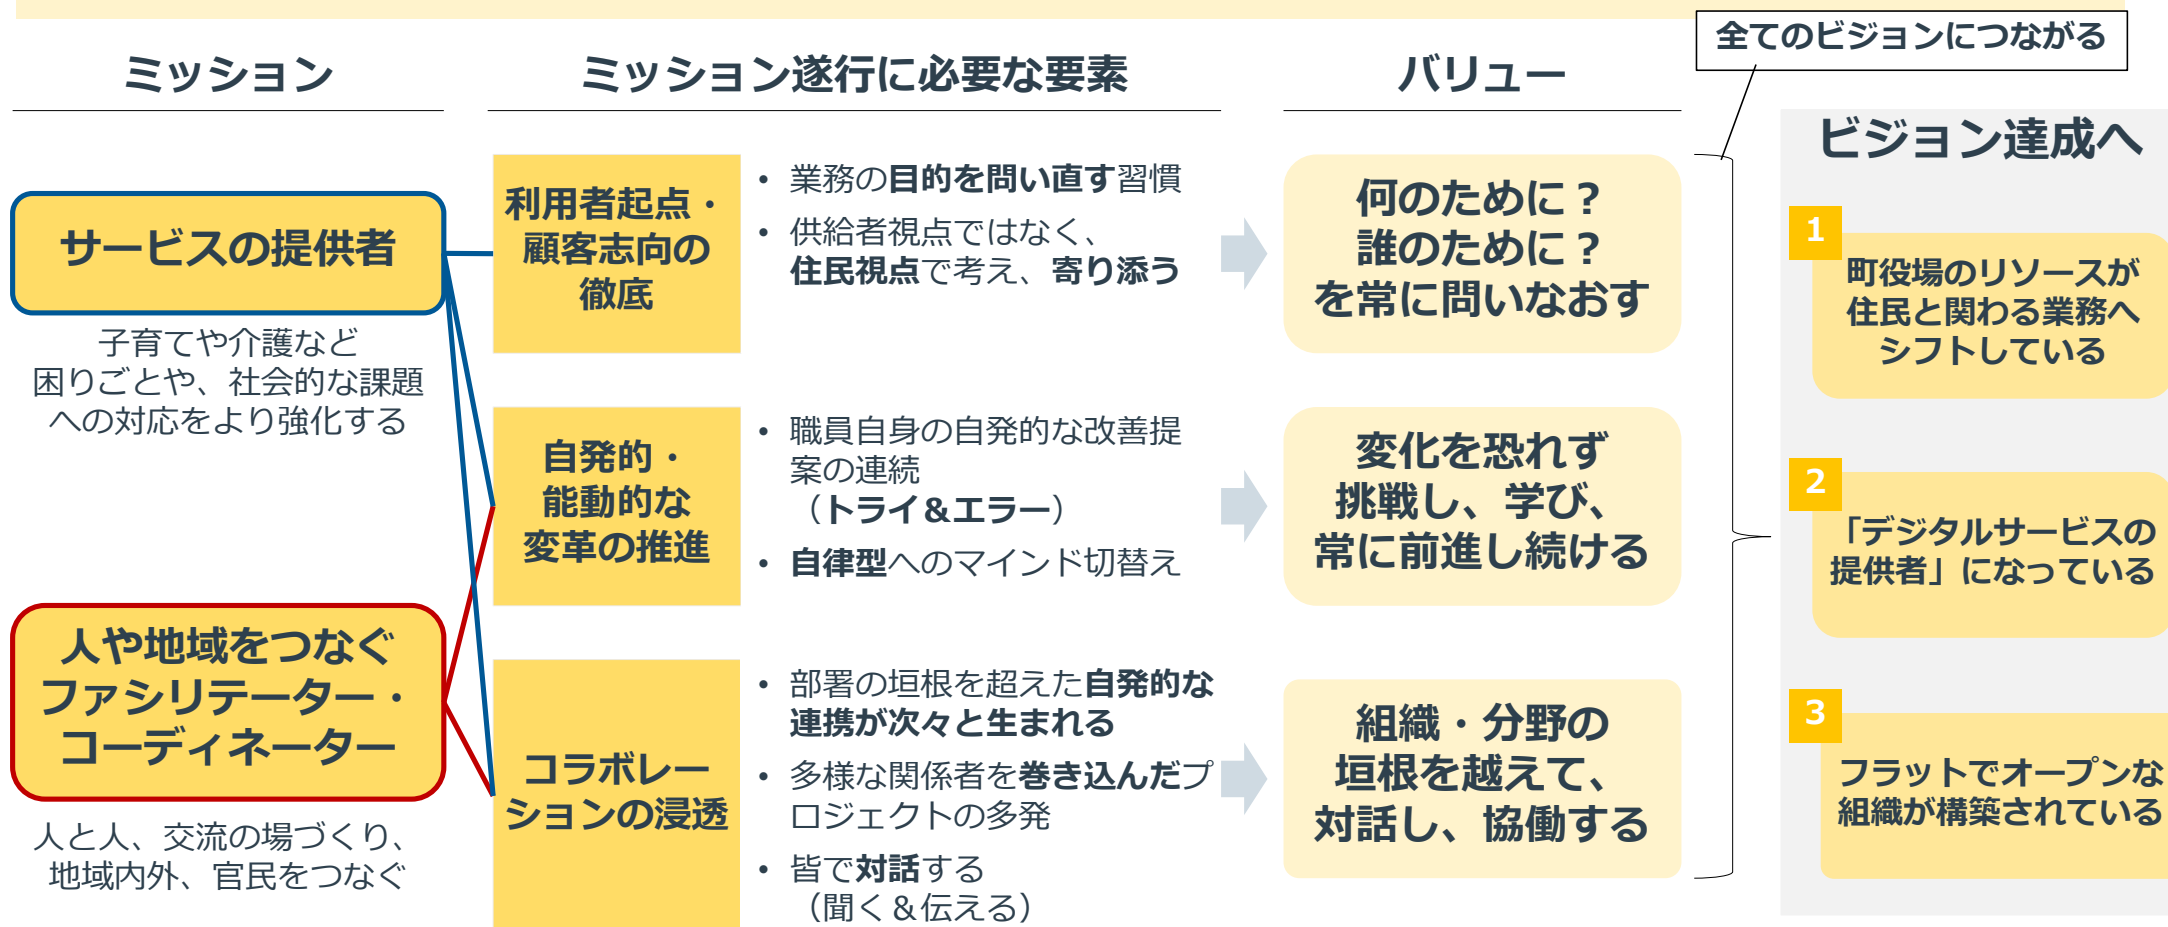 全てのビジョンにつながる
ミッション
ミッション遂行に必要な要素
バリュー
ビジョン達成へ
サービスの提供者
子育てや介護など
困りごとや、社会的な課題
への対応をより強化する
人や地域をつなぐ
ファシリテーター・
コーディネーター
人と人、交流の場づくり、
地域内外、官民をつなぐ
利用者起点・
顧客志向の
徹底
• 業務の目的を問い直す習慣
• 供給者視点ではなく、
住民視点で考え、寄り添う
何のために？
誰のために？
を常に問いなおす
自発的・
能動的な
変革の推進
• 職員自身の自発的な改善提
案の連続
（トライ＆エラー）
• 自律型へのマインド切替え
変化を恐れず
挑戦し、学び、
常に前進し続ける
コラボレー
ションの浸透
• 部署の垣根を超えた自発的な
連携が次々と生まれる
• 多様な関係者を巻き込んだプ
ロジェクトの多発
• 皆で対話する
（聞く＆伝える）
組織・分野の
垣根を越えて、
対話し、協働する
1
町役場のリソースが
住民と関わる業務へ
シフトしている
2
「デジタルサービスの
提供者」になっている
3
フラットでオープンな
組織が構築されている